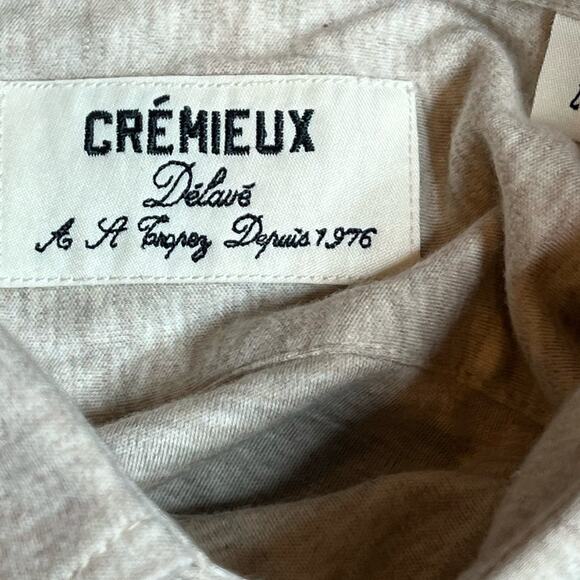 CRÉMIEUX
Délavé
A St Tropez Depuis 1976